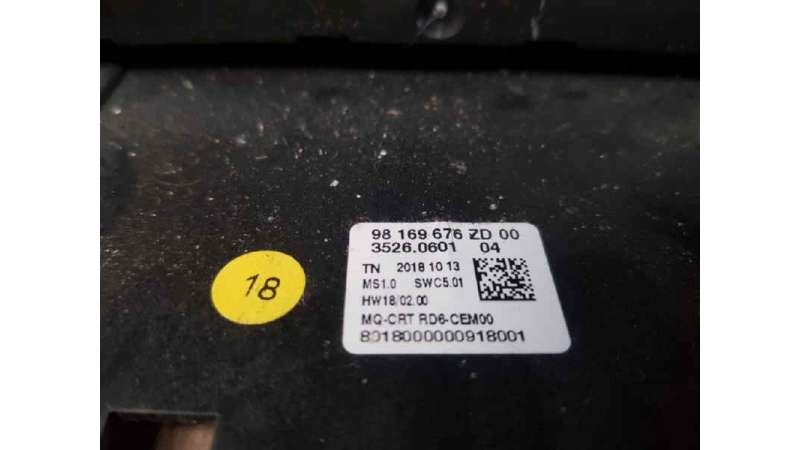 98 169 676 ZD 00
3526.0601 04
TN 2018 10 13
MS1.0 SWC5.01
HW18/02.00
MQ-CRT RD6-CEM00
8018000000918001
18